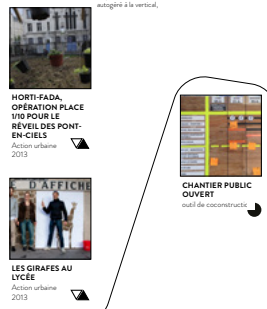 autogéré à la vertical,
HORTI-FADA,
OPÉRATION PLACE
1/10 POUR LE
RÉVEIL DES PONT-
EN-CIELS
Action urbaine
2013
D'AFFICHE
LES GIRAFES AU
LYCÉE
Action urbaine
2013
CHANTIER PUBLIC
OUVERT
outil de coconstructic